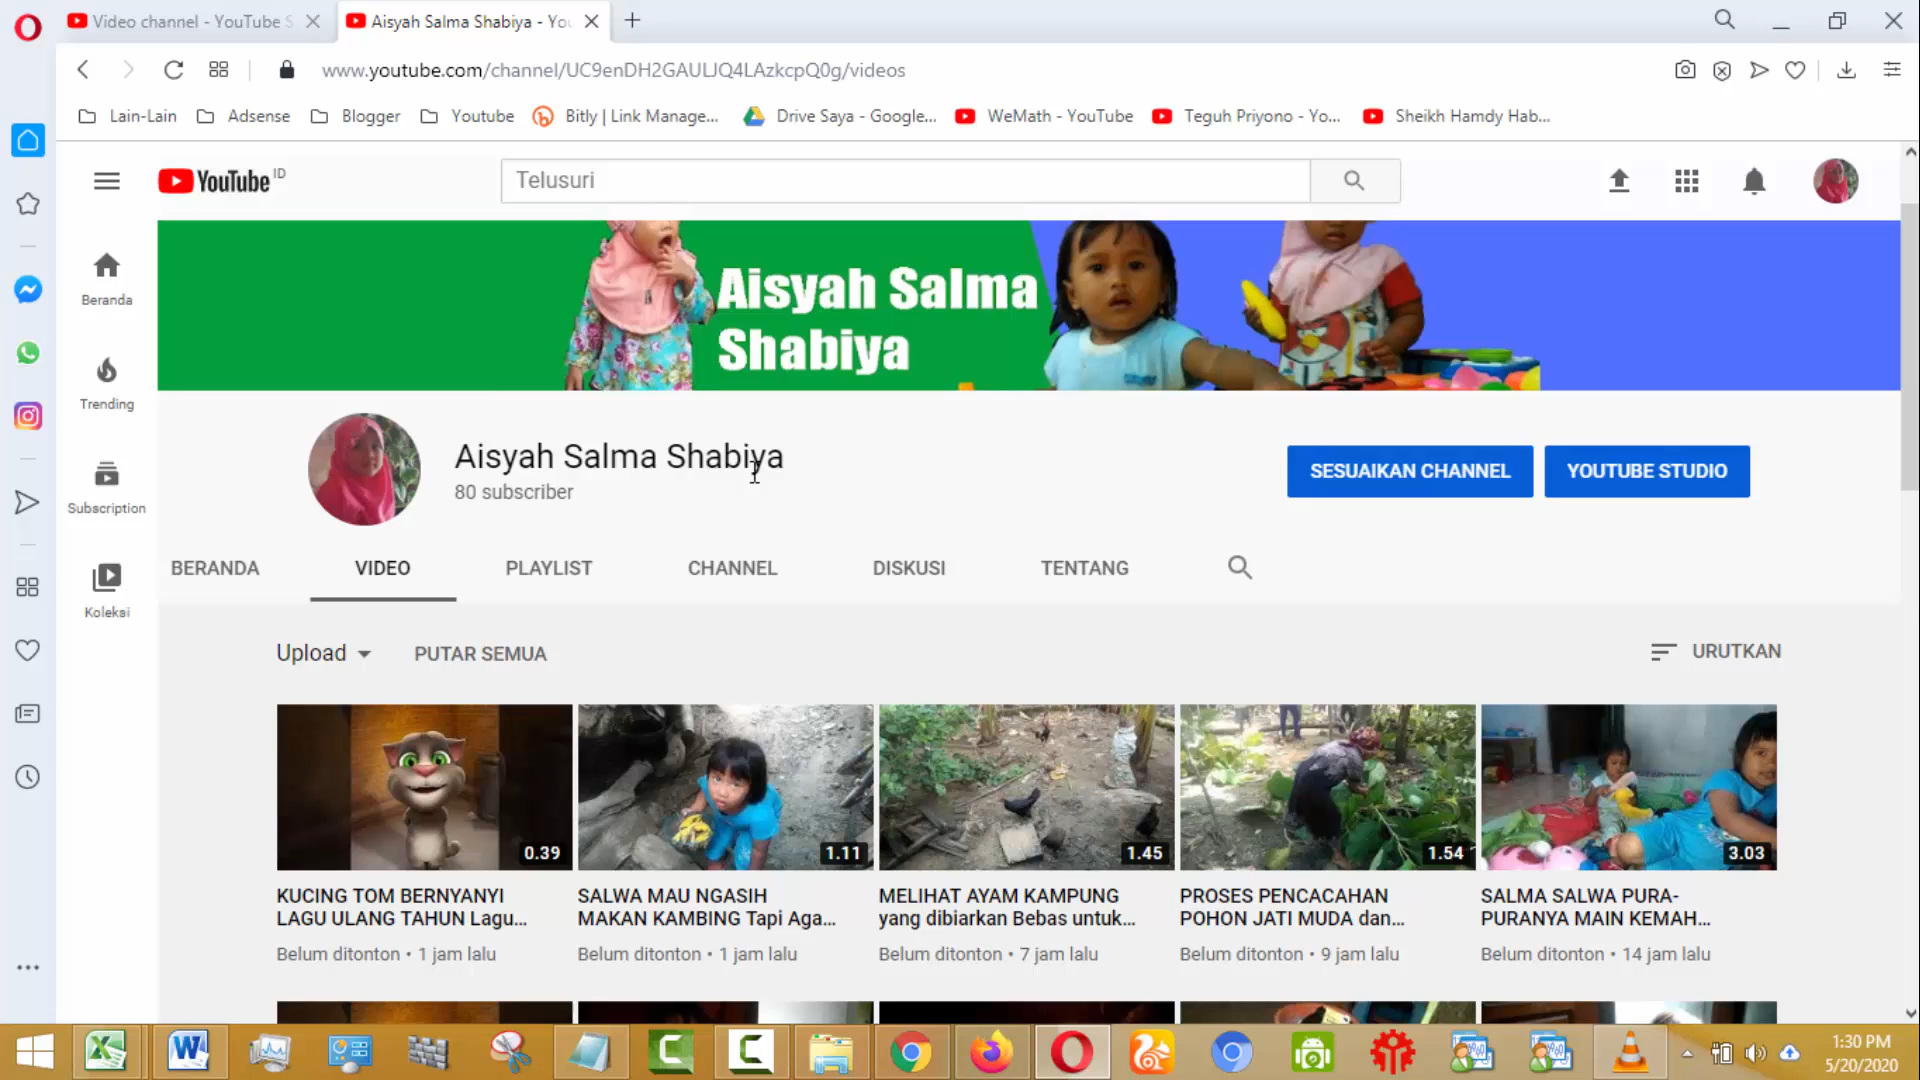 Video channel - YouTube S
Aisyah Salma Shabiya - You
www.youtube.com/channel/UC9enDH2GAULJQ4LAzkcpQ0g/videos
Lain-Lain
Adsense
Blogger
Youtube
Bitly | Link Manage...
Drive Saya - Google...
WeMath - YouTube
Teguh Priyono - Yo...
Sheikh Hamdy Hab...
YouTube ID
Telusuri
Beranda
Trending
Subscription
Koleksi
Aisyah Salma
Shabiya
Aisyah Salma Shabiya
80 subscriber
SESUAIKAN CHANNEL
YOUTUBE STUDIO
BERANDA
VIDEO
PLAYLIST
CHANNEL
DISKUSI
TENTANG
Upload
PUTAR SEMUA
URUTKAN
0.39
1.11
1.45
1.54
3.03
KUCING TOM BERNYANYI
LAGU ULANG TAHUN Lagu...
Belum ditonton • 1 jam lalu
SALWA MAU NGASIH
MAKAN KAMBING Tapi Aga...
Belum ditonton • 1 jam lalu
MELIHAT AYAM KAMPUNG
yang dibiarkan Bebas untuk...
Belum ditonton • 7 jam lalu
PROSES PENCACAHAN
POHON JATI MUDA dan...
Belum ditonton • 9 jam lalu
SALMA SALWA PURA-
PURANYA MAIN KEMAH...
Belum ditonton • 14 jam lalu
1:30 PM
5/20/2020